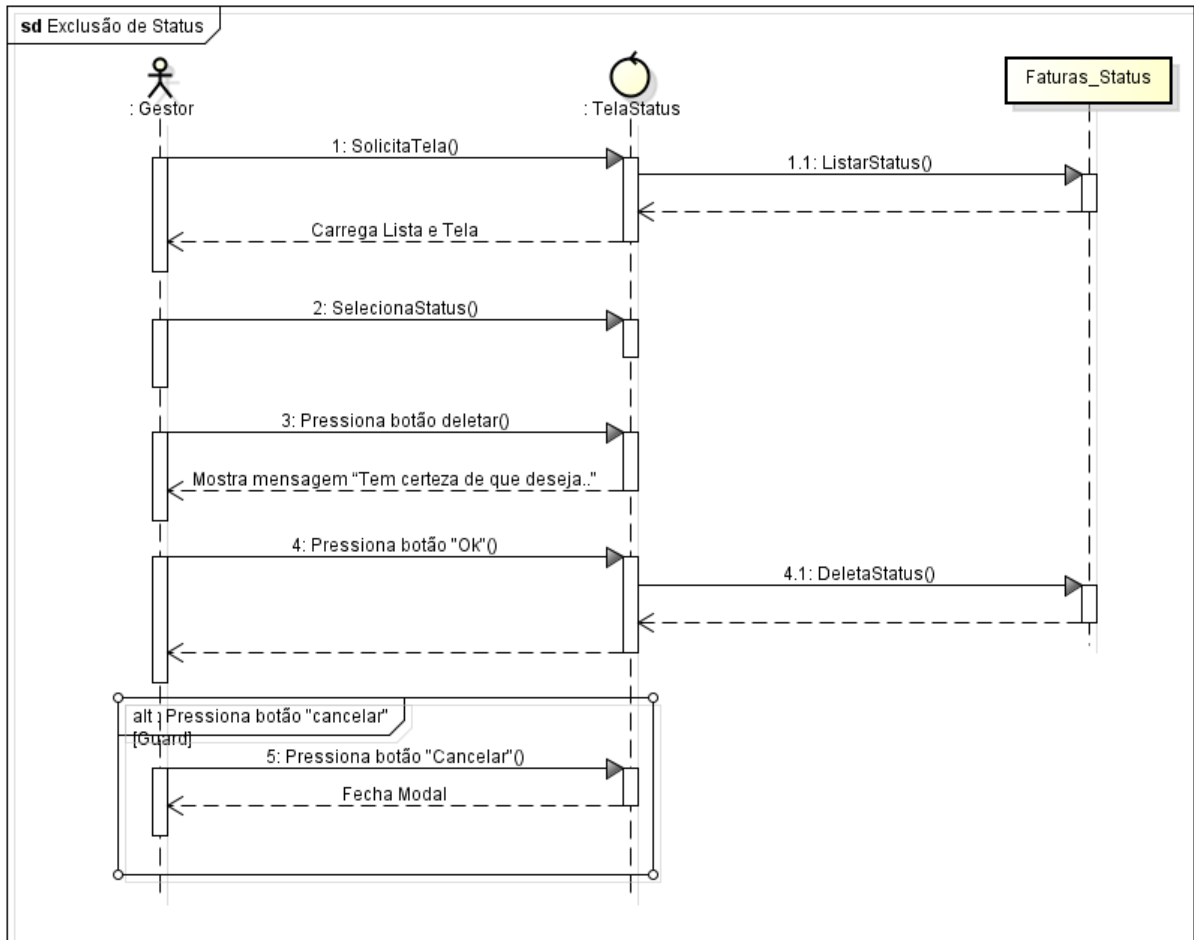 sd Exclusão de Status
: Gestor
: TelaStatus
Faturas_Status
1: SolicitaTela()
1.1: ListarStatus()
Carrega Lista e Tela
2: SelecionaStatus()
3: Pressiona botão deletar()
Mostra mensagem “Tem certeza de que deseja.."
4: Pressiona botão "Ok"()
4.1: DeletaStatus()
alt : Pressiona botão "cancelar"
[Guard]
5: Pressiona botão "Cancelar"()
Fecha Modal